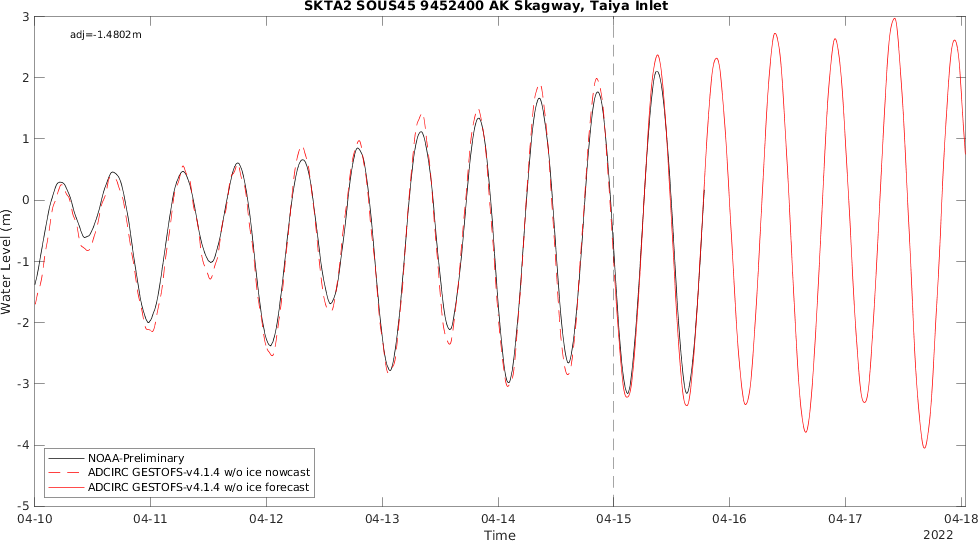 SKTA2 SOUS45 9452400 AK Skagway, Taiya Inlet
adj=-1.4802m
3
2
1
0
-1
-2
-3
-4
-5
Water Level (m)
NOAA-Preliminary
ADCIRC GESTOFS-v4.1.4 w/o ice nowcast
ADCIRC GESTOFS-v4.1.4 w/o ice forecast
04-10 04-11 04-12 04-13 04-14 04-15 04-16 04-17 04-18
Time
2022